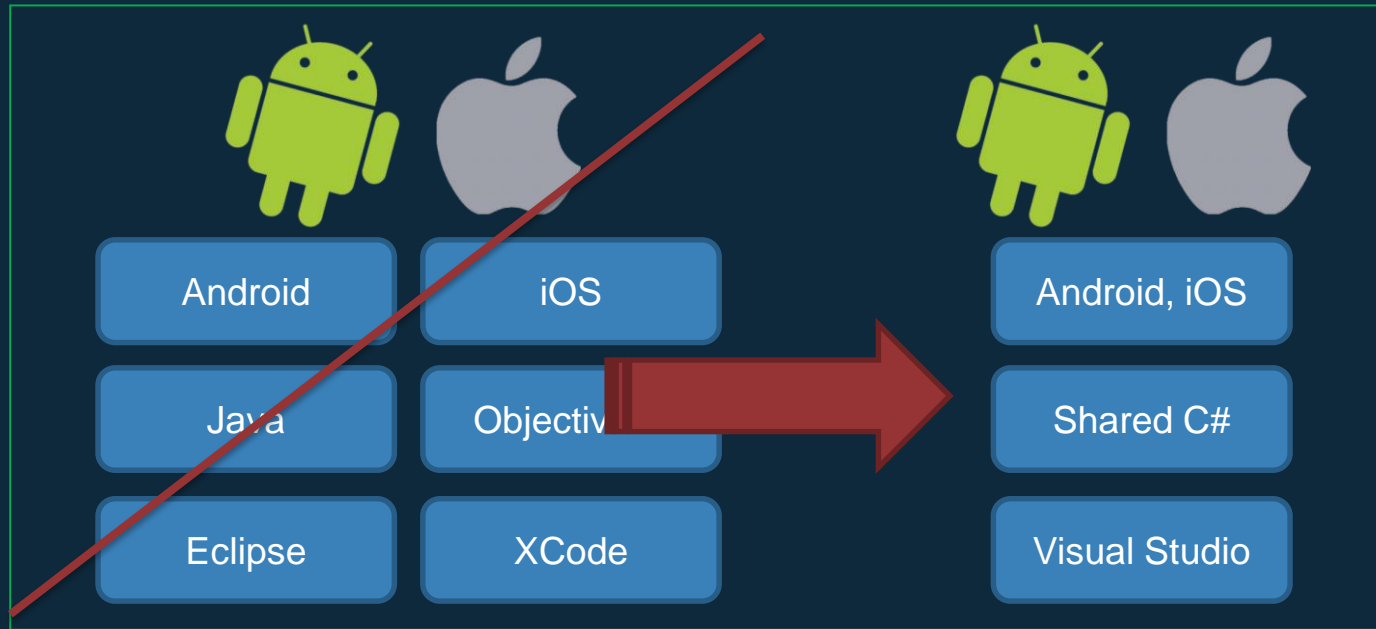 Android
iOS
Android, iOS
Java
Objectiv
Shared C#
Eclipse
XCode
Visual Studio